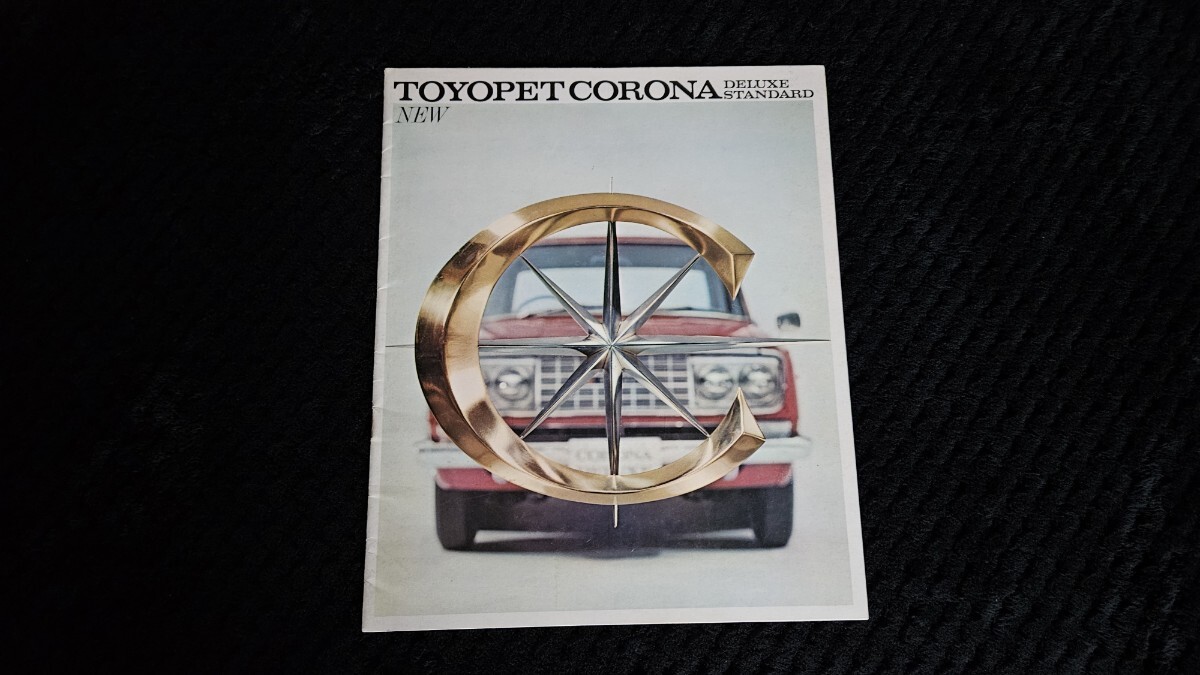 TOYOPET CORONA DELUXE
STANDARD
NEW
CORONA